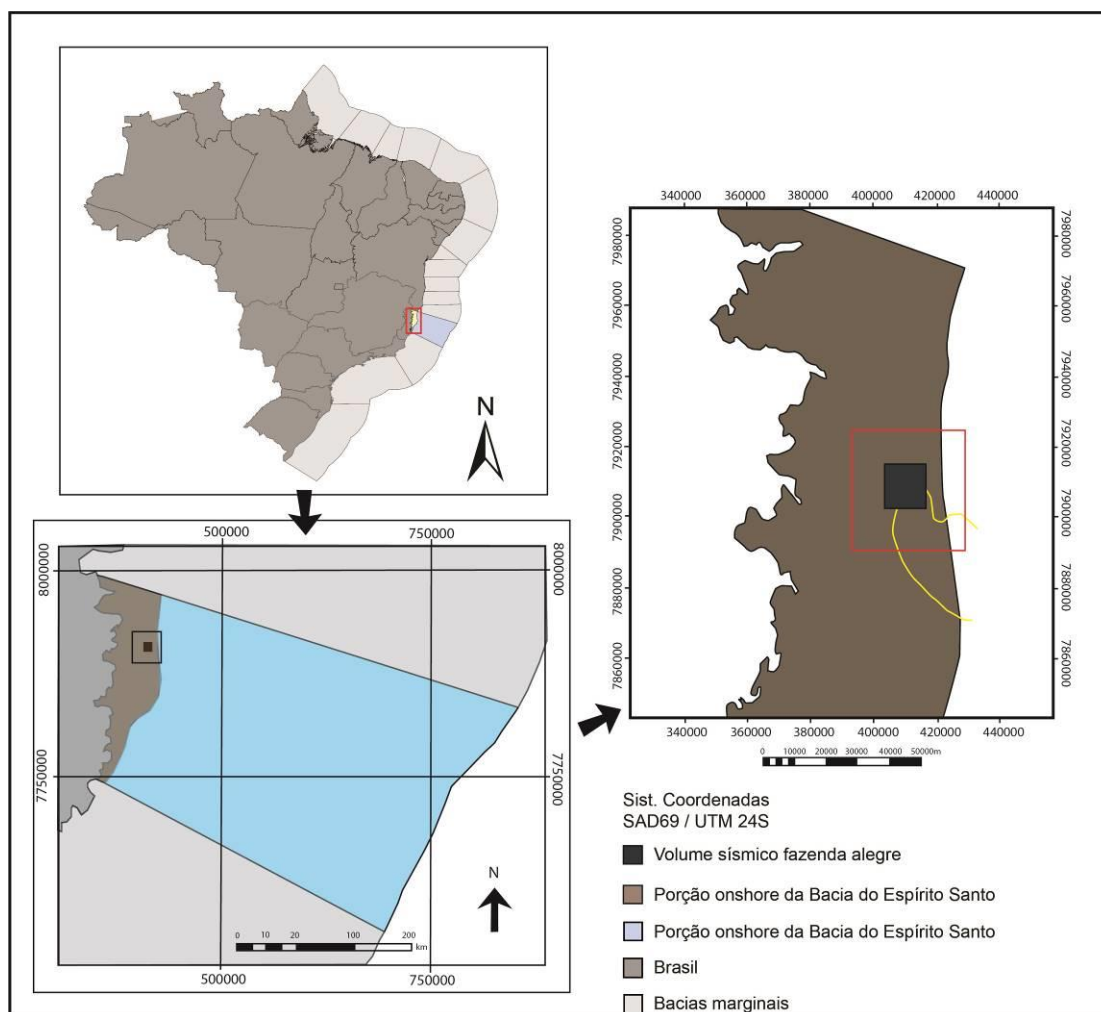 N
500000 750000
8000000 8000000
7750000 7750000
N
0 5 10 20 100 200
km
500000 750000
340000 360000 380000 400000 420000 440000
7980000 7980000
7960000 7960000
7940000 7940000
7920000 7920000
7900000 7900000
7880000 7880000
7860000 7860000
340000 360000 380000 400000 420000 440000
0 10000 20000 30000 40000 50000m
Sist. Coordenadas
SAD69 / UTM 24S
Volume sísmico fazenda alegre
Porção onshore da Bacia do Espírito Santo
Porção onshore da Bacia do Espírito Santo
Brasil
Bacias marginais